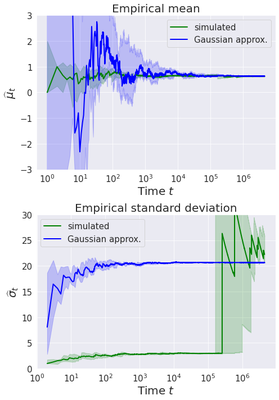 Empirical mean
3
2
1
0
−1
−2
−3
μ̂t
simulated
Gaussian approx.
10⁰ 10¹ 10² 10³ 10⁴ 10⁵ 10⁶
Time t
Empirical standard deviation
30
25
20
15
10
5
0
σ̂t
simulated
Gaussian approx.
10⁰ 10¹ 10² 10³ 10⁴ 10⁵ 10⁶
Time t